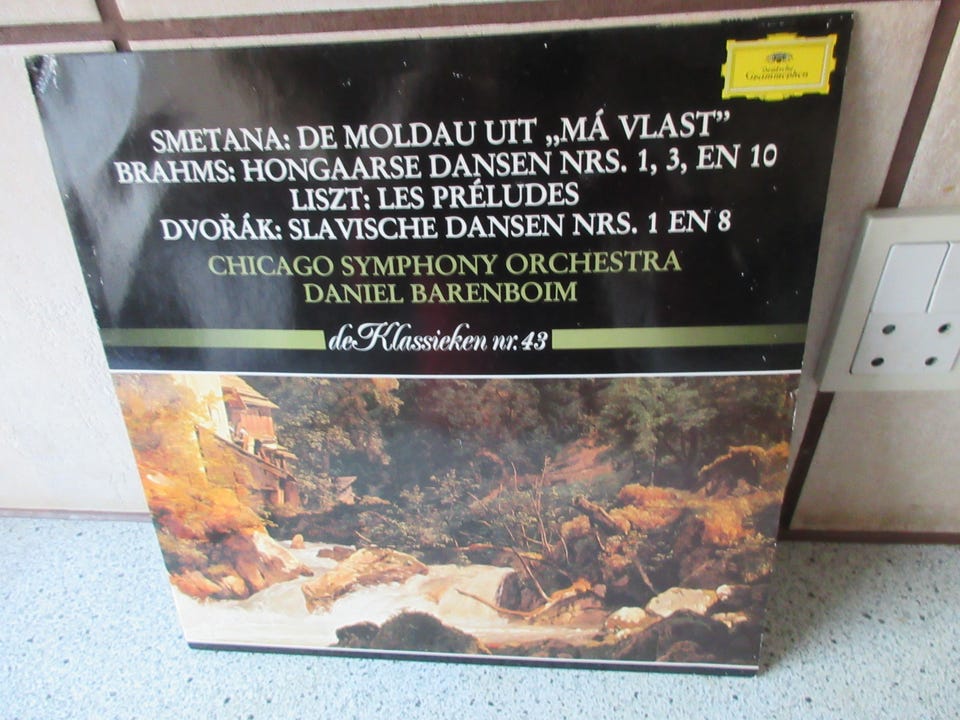 Deutsche
Grammophon
SMETANA: DE MOLDAU UIT „MÁ VLAST”
BRAHMS: HONGAARSE DANSEN NRS. 1, 3, EN 10
LISZT: LES PRÉLUDES
DVOŘÁK: SLAVISCHE DANSEN NRS. 1 EN 8
CHICAGO SYMPHONY ORCHESTRA
DANIEL BARENBOIM
de Klassieken nr. 43